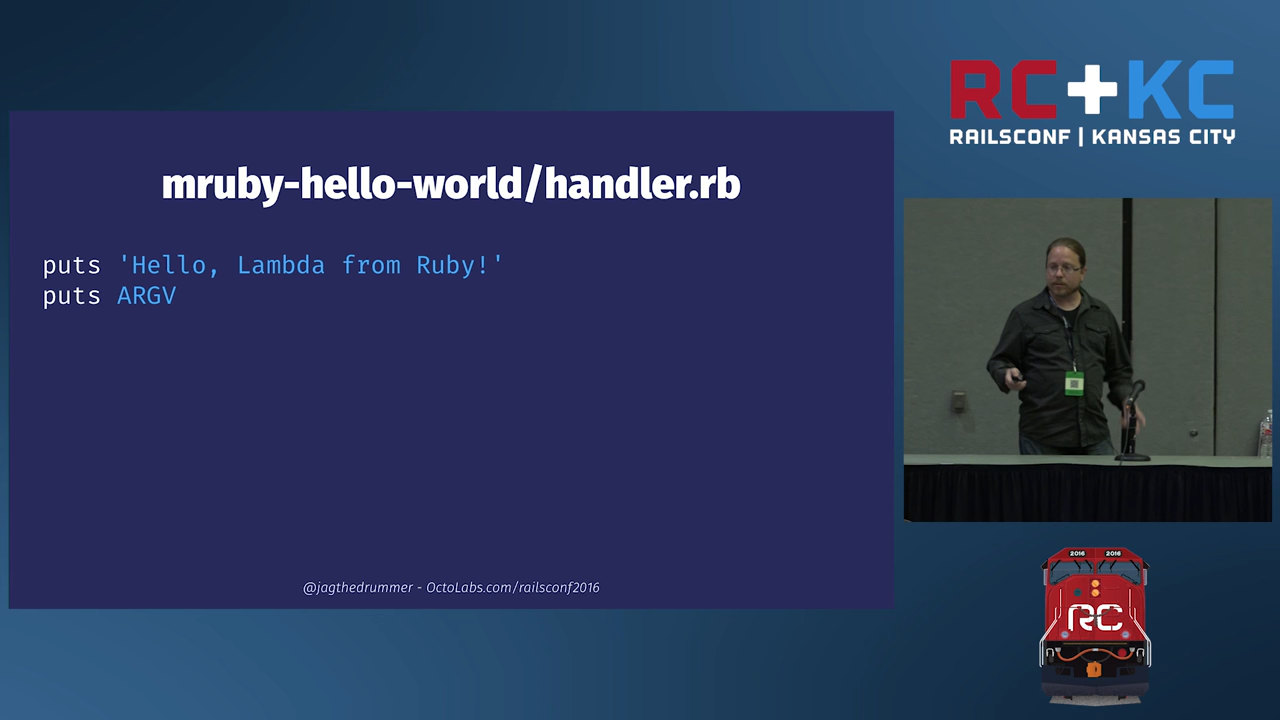 RC+KC
RAILSCONF | KANSAS CITY
mruby-hello-world/handler.rb
puts 'Hello, Lambda from Ruby!'
puts ARGV
@jagthedrummer - OctoLabs.com/railsconf2016
2016 2016
RC